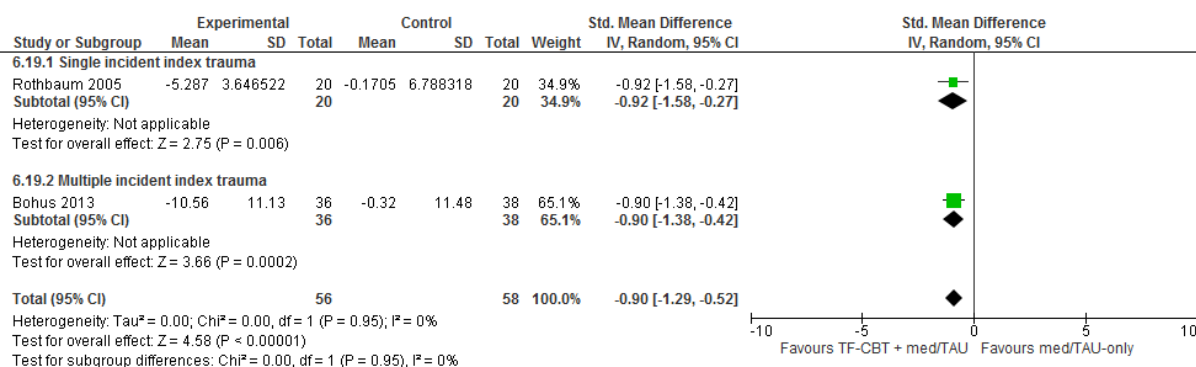 Experimental Control Std. Mean Difference Std. Mean Difference
Study or Subgroup Mean SD Total Mean SD Total Weight IV, Random, 95% CI IV, Random, 95% CI
6.19.1 Single incident index trauma
Rothbaum 2005 -5.287 3.646522 20 -0.1705 6.788318 20 34.9% -0.92 [-1.58, -0.27]
Subtotal (95% CI) 20 20 34.9% -0.92 [-1.58, -0.27]
Heterogeneity: Not applicable
Test for overall effect: Z = 2.75 (P = 0.006)
6.19.2 Multiple incident index trauma
Bohus 2013 -10.56 11.13 36 -0.32 11.48 38 65.1% -0.90 [-1.38, -0.42]
Subtotal (95% CI) 36 38 65.1% -0.90 [-1.38, -0.42]
Heterogeneity: Not applicable
Test for overall effect: Z = 3.66 (P = 0.0002)
Total (95% CI) 56 58 100.0% -0.90 [-1.29, -0.52]
Heterogeneity: Tau² = 0.00; Chi² = 0.00, df = 1 (P = 0.95); I² = 0%
Test for overall effect: Z = 4.58 (P < 0.00001)
Test for subgroup differences: Chi² = 0.00, df = 1 (P = 0.95), I² = 0%
-10 -5 0 5 10
Favours TF-CBT + med/TAU Favours med/TAU-only